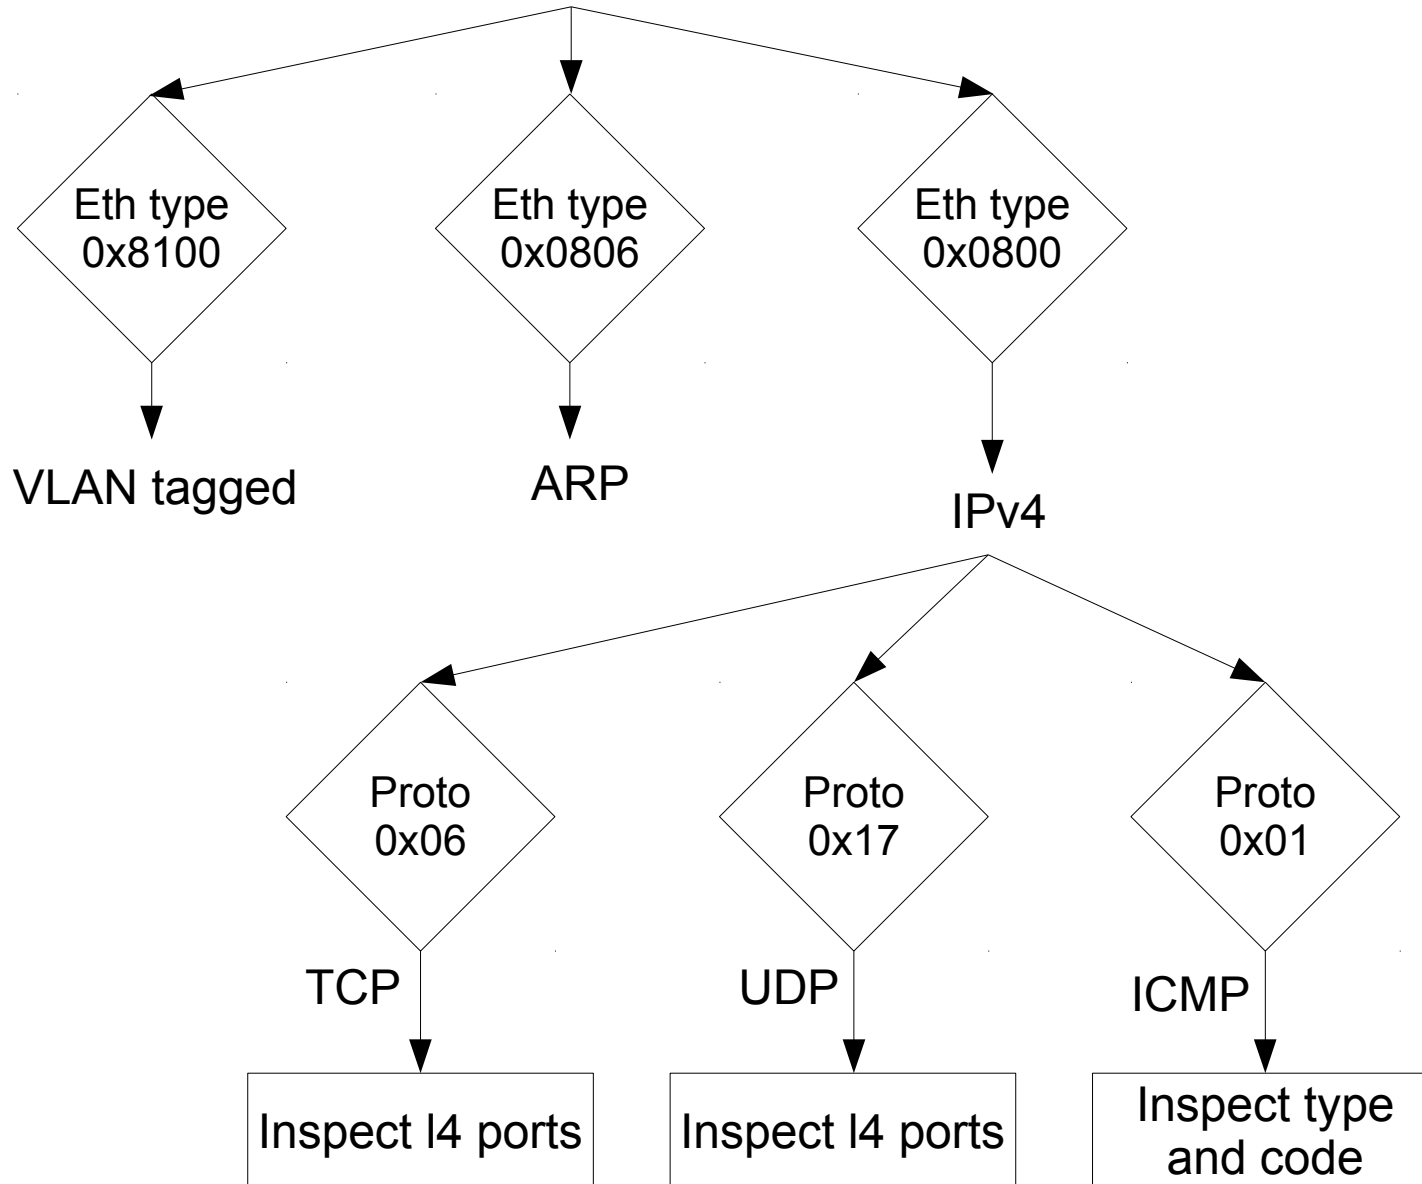 Eth type
0x8100
Eth type
0x0806
Eth type
0x0800
VLAN tagged
ARP
IPv4
Proto
0x06
Proto
0x17
Proto
0x01
TCP
UDP
ICMP
Inspect l4 ports
Inspect l4 ports
Inspect type
and code